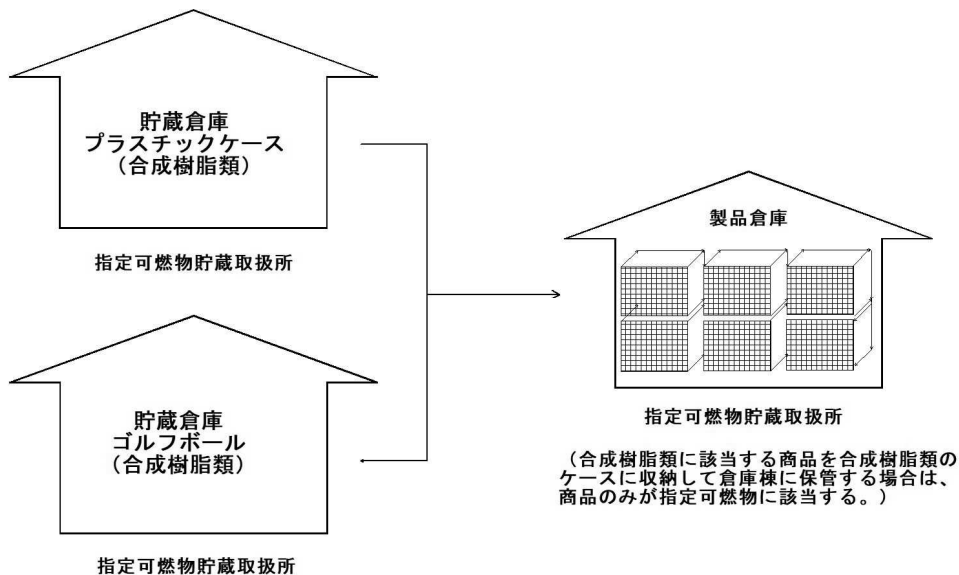 貯蔵倉庫
プラスチックケース
(合成樹脂類)
指定可燃物貯蔵取扱所
貯蔵倉庫
ゴルフボール
(合成樹脂類)
指定可燃物貯蔵取扱所
製品倉庫
指定可燃物貯蔵取扱所
(合成樹脂類に該当する商品を合成樹脂類の
ケースに収納して倉庫棟に保管する場合は、
商品のみが指定可燃物に該当する。)